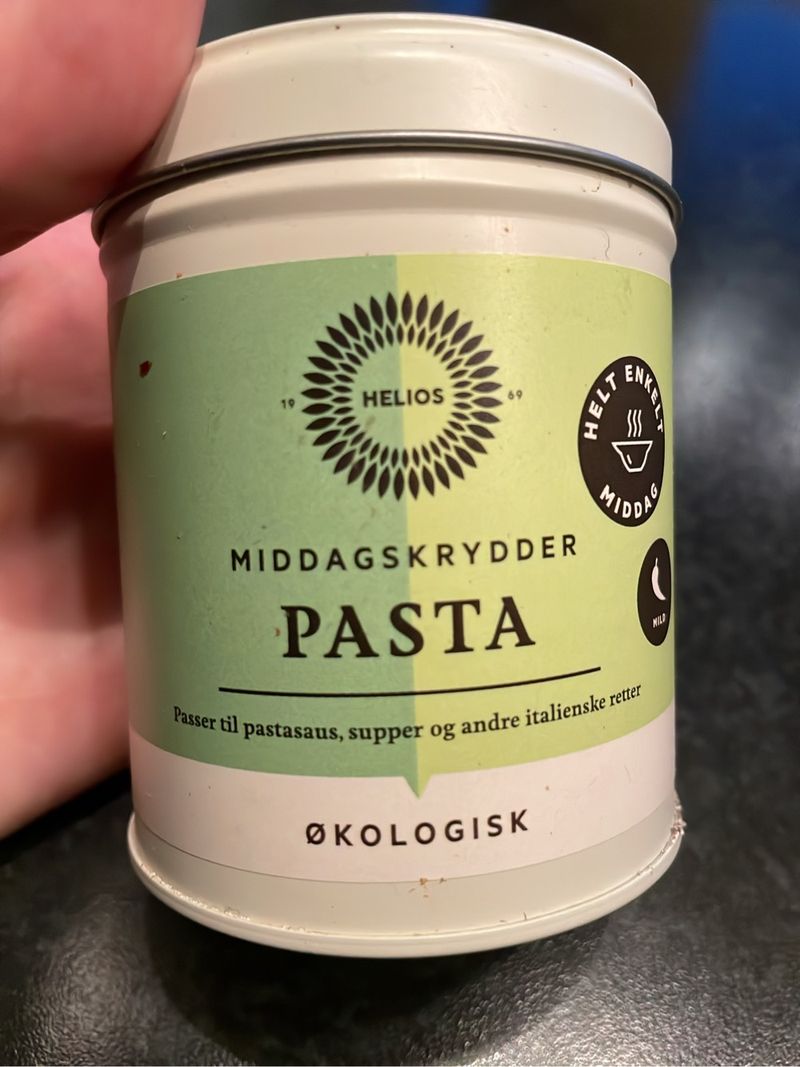 19 HELIOS 69
HELT ENKELT
MIDDAG
MIDDAGSKRYDDER
MILD
PASTA
Passer til pastasaus, supper og andre italienske retter
ØKOLOGISK